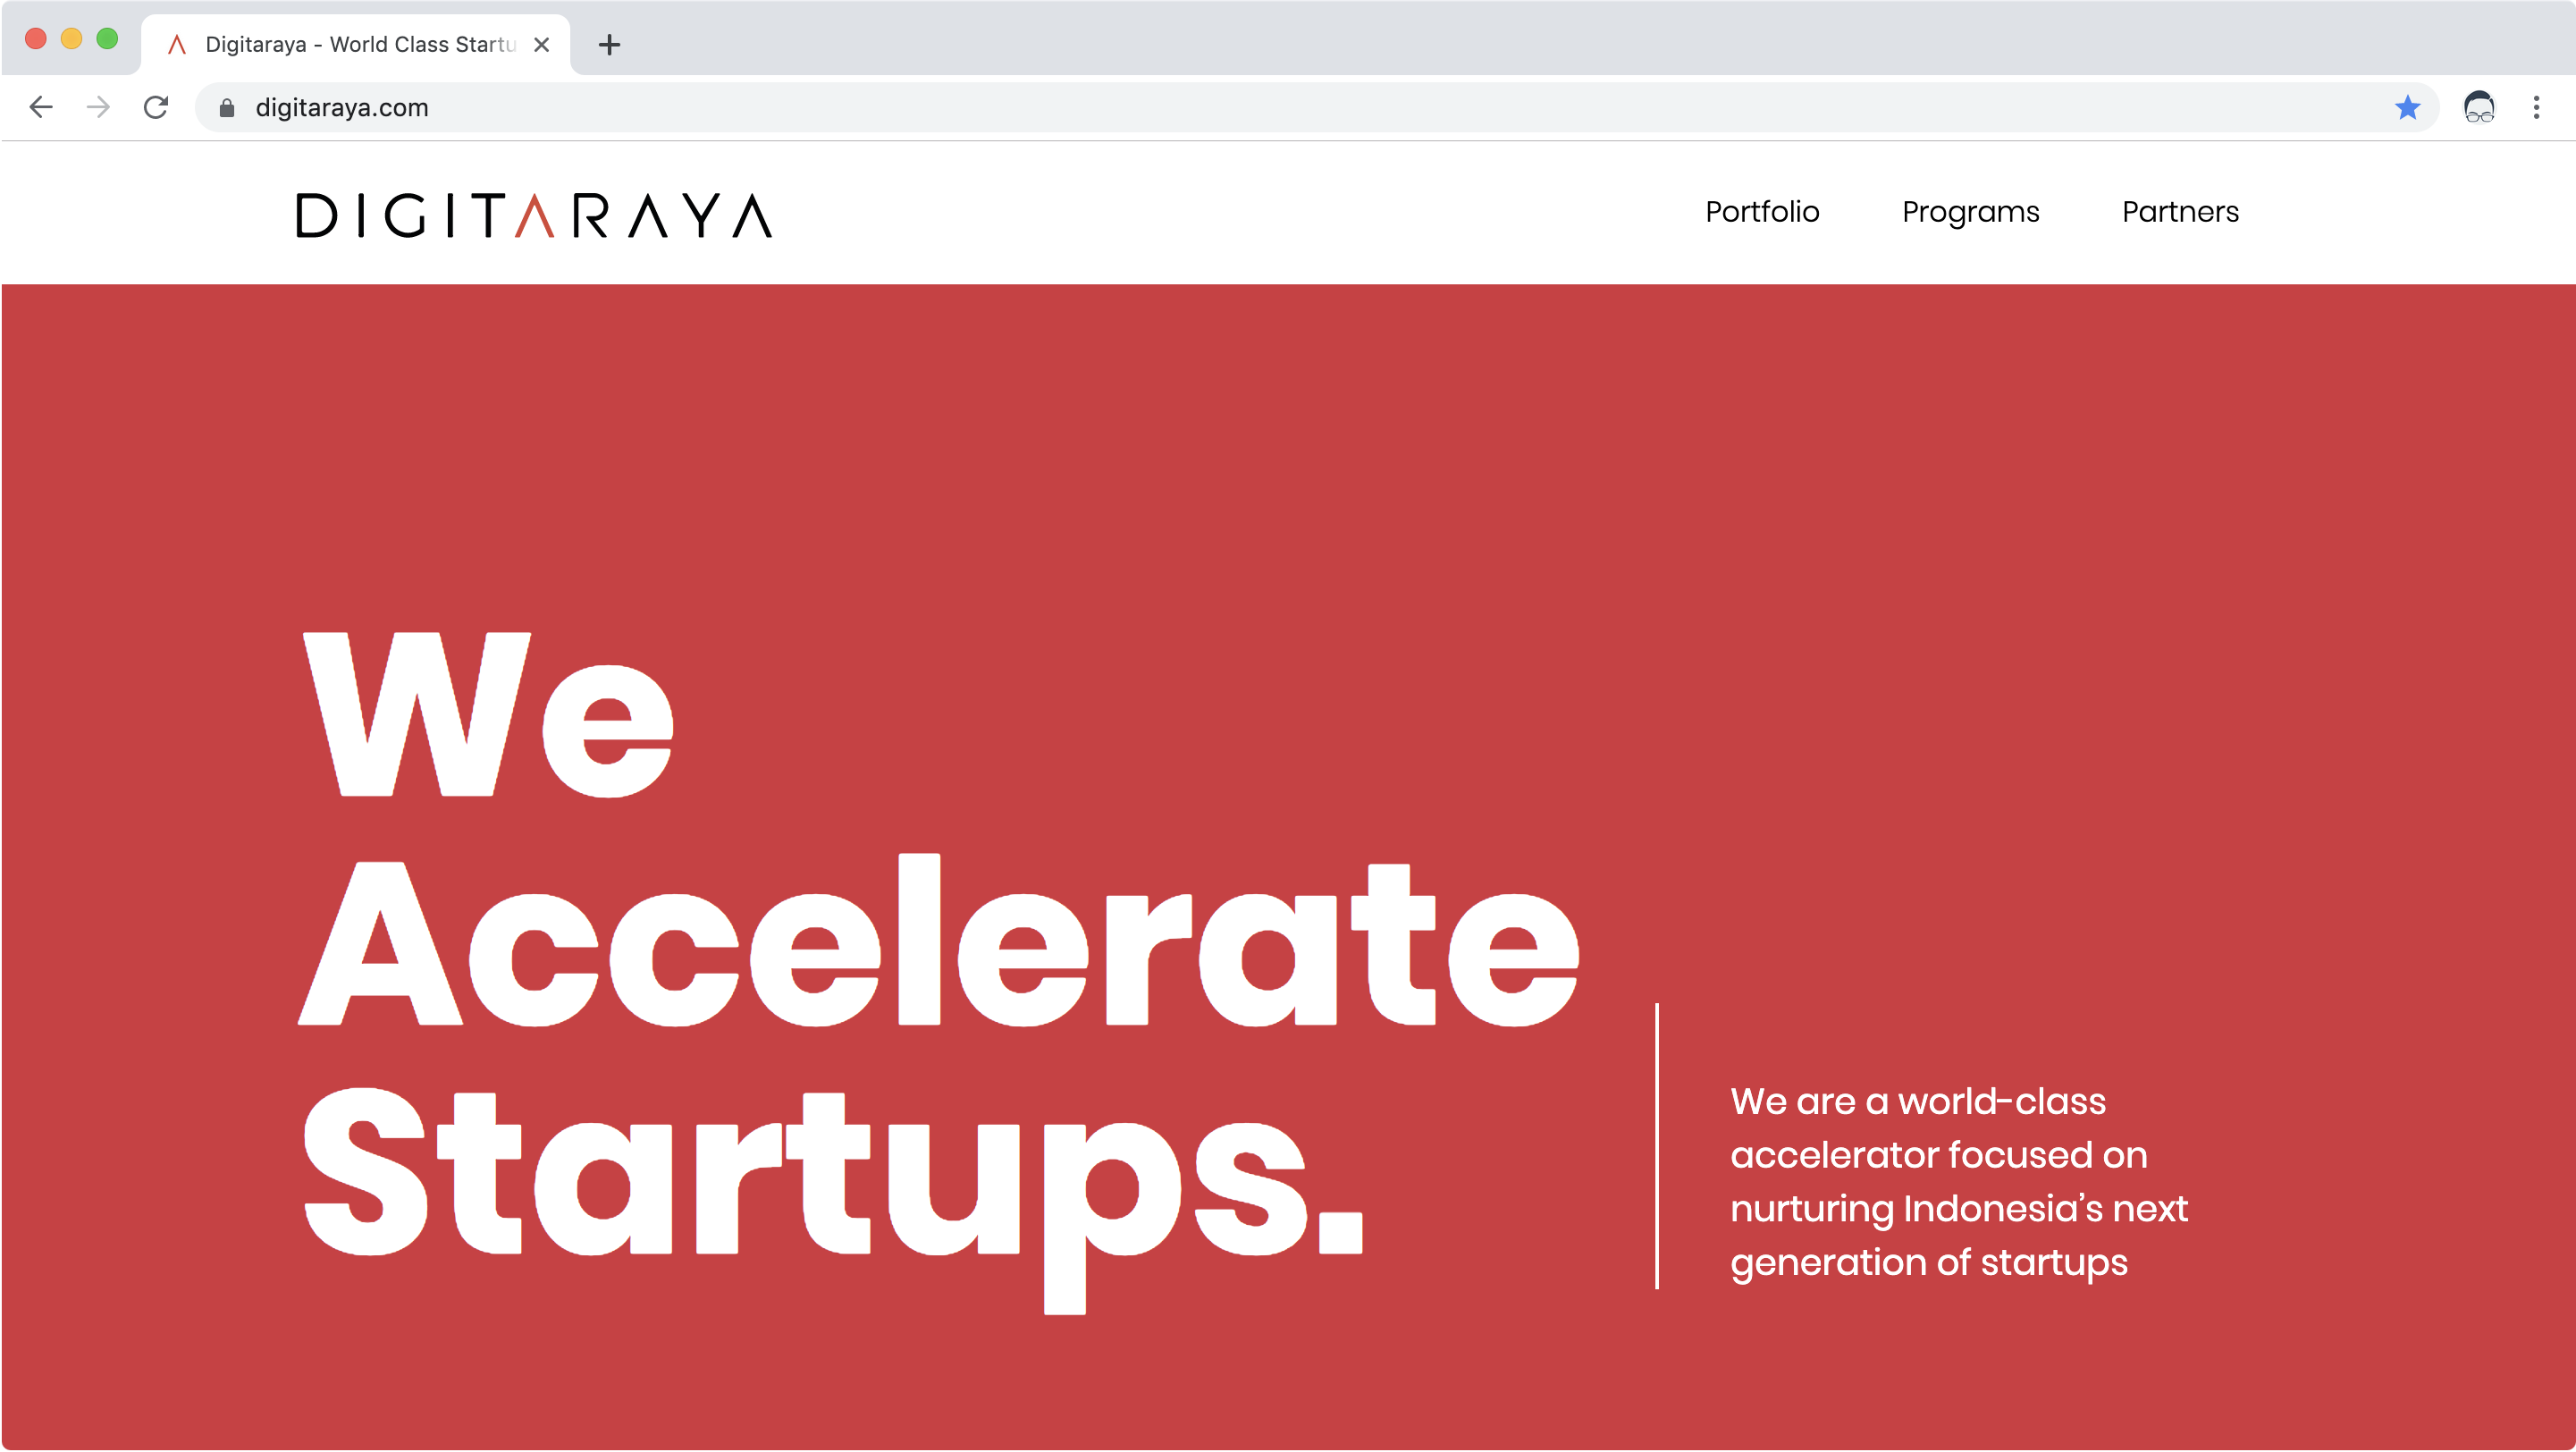 Digitaraya - World Class Startu
digitaraya.com
DIGITARAYA
Portfolio Programs Partners
We
Accelerate
Startups.
We are a world-class
accelerator focused on
nurturing Indonesia’s next
generation of startups